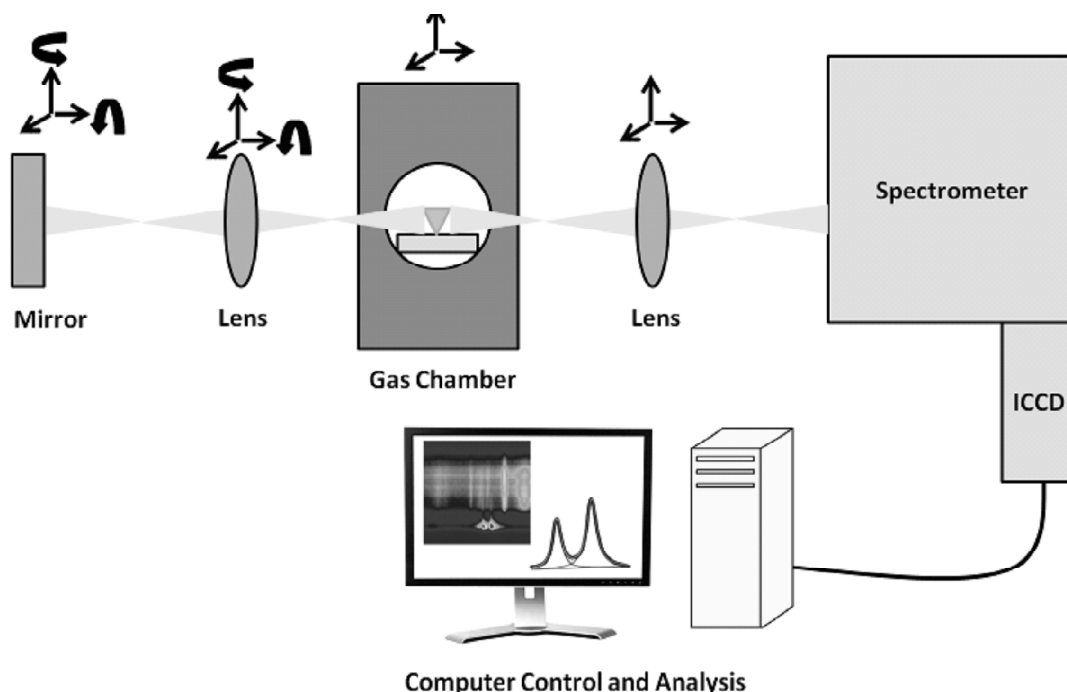 Spectrometer
Mirror
Lens
Lens
Gas Chamber
ICCD
Computer Control and Analysis